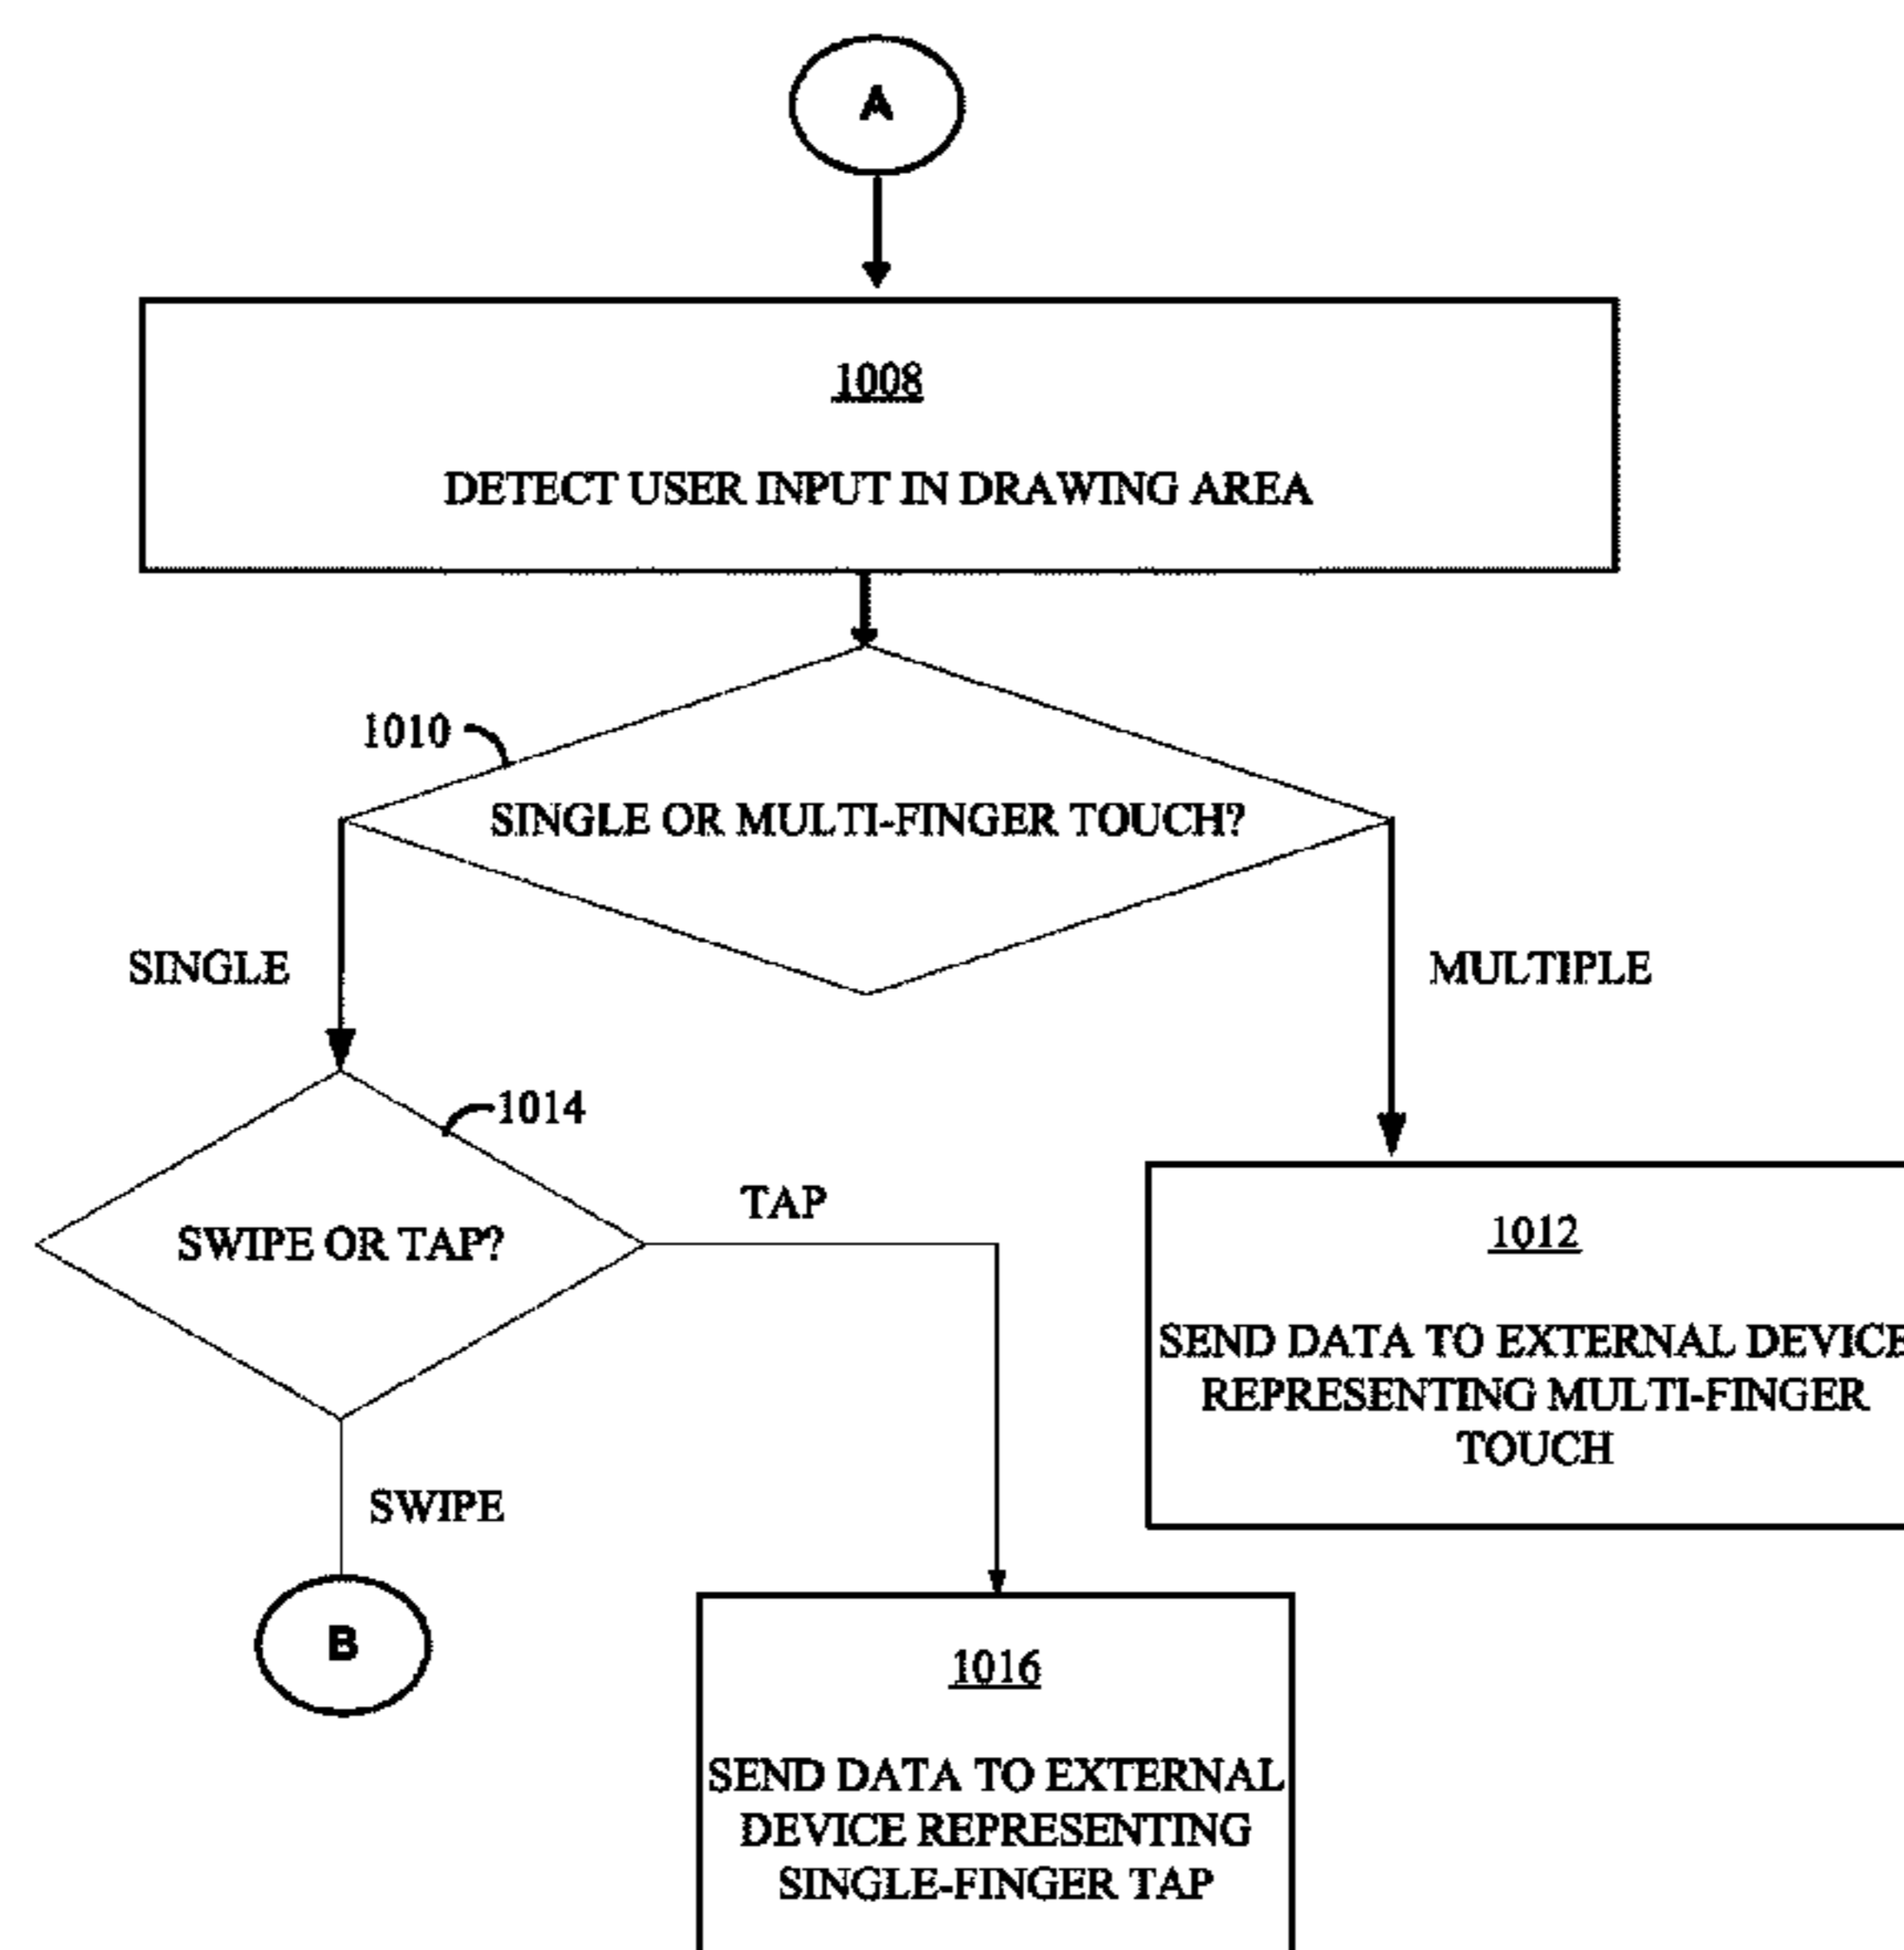 A
1008
DETECT USER INPUT IN DRAWING AREA
1010
SINGLE OR MULTI-FINGER TOUCH?
SINGLE
MULTIPLE
1014
SWIPE OR TAP?
TAP
1012
SEND DATA TO EXTERNAL DEVICE
REPRESENTING MULTI-FINGER
TOUCH
SWIPE
B
1016
SEND DATA TO EXTERNAL
DEVICE REPRESENTING
SINGLE-FINGER TAP